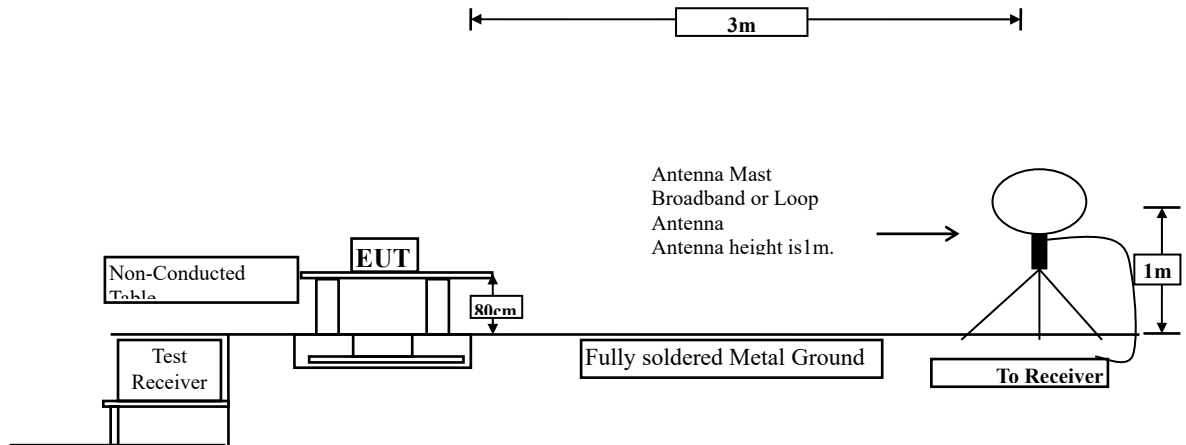 3m
Antenna Mast
Broadband or Loop
Antenna
Antenna height is1m.
EUT
Non-Conducted
Table
80cm
1m
Test
Receiver
Fully soldered Metal Ground
To Receiver